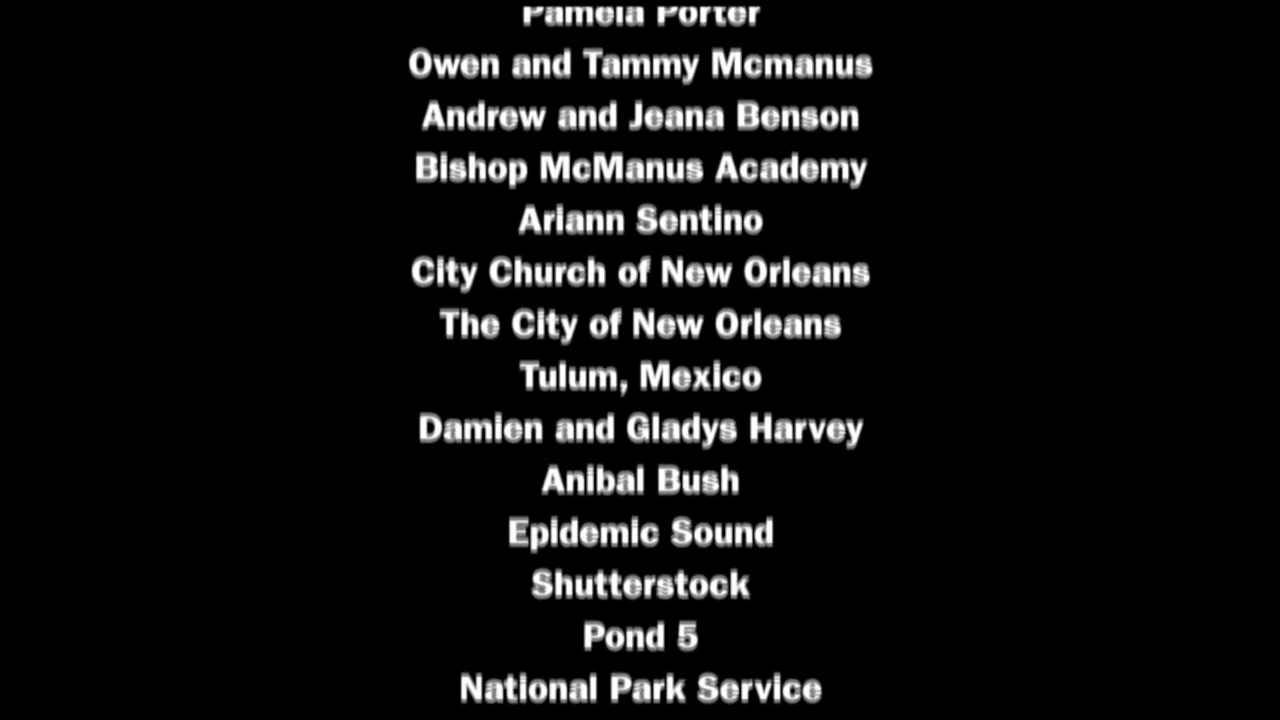 Pamela Porter
Owen and Tammy Mcmanus
Andrew and Jeana Benson
Bishop McManus Academy
Ariann Sentino
City Church of New Orleans
The City of New Orleans
Tulum, Mexico
Damien and Gladys Harvey
Anibal Bush
Epidemic Sound
Shutterstock
Pond 5
National Park Service